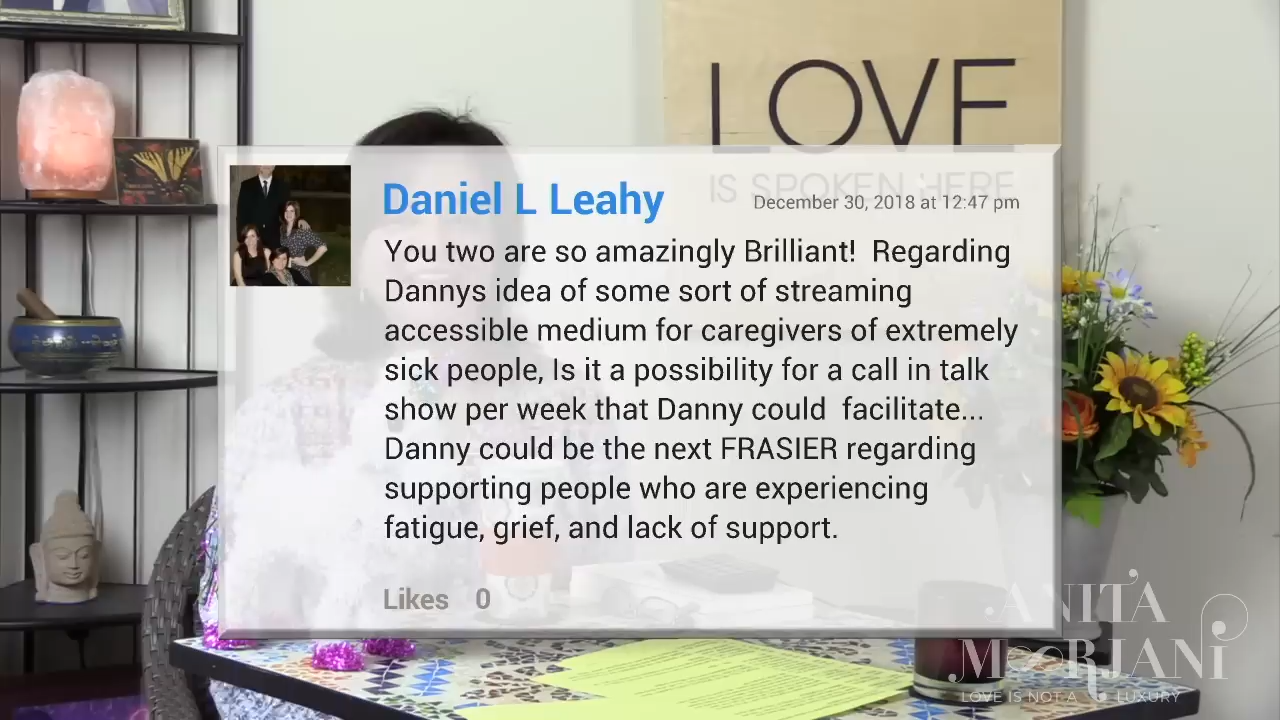 LOVE
IS SPOKEN HERE
Daniel L Leahy
December 30, 2018 at 12:47 pm
You two are so amazingly Brilliant!  Regarding
Dannys idea of some sort of streaming
accessible medium for caregivers of extremely
sick people, Is it a possibility for a call in talk
show per week that Danny could  facilitate...
Danny could be the next FRASIER regarding
supporting people who are experiencing
fatigue, grief, and lack of support.
Likes 0
ANITA
MOORJANI
LOVE IS NOT A LUXURY